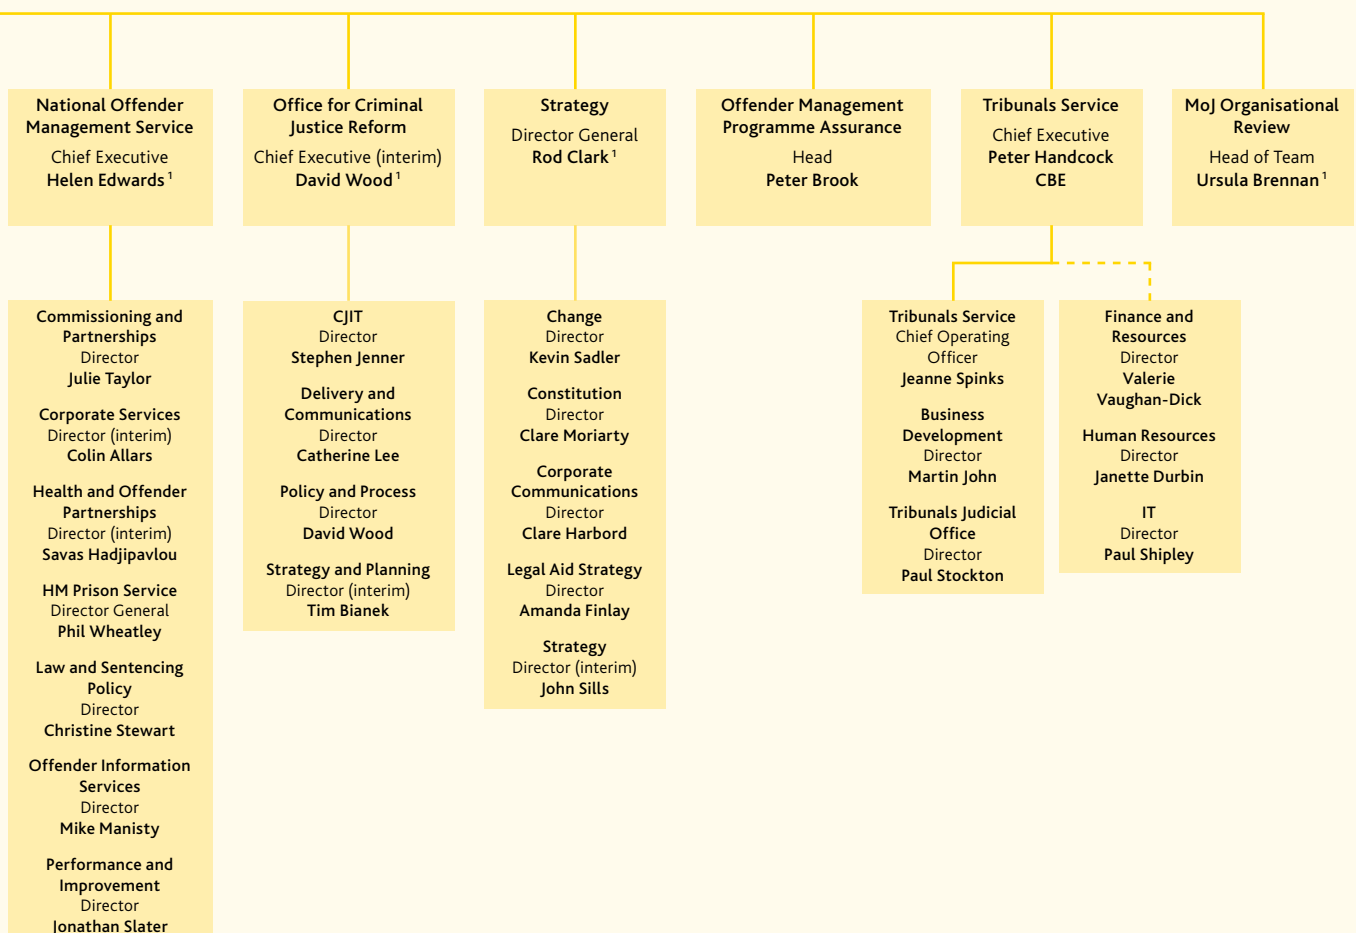 National Offender
Management Service
Chief Executive
Helen Edwards ¹
Office for Criminal
Justice Reform
Chief Executive (interim)
David Wood ¹
Strategy
Director General
Rod Clark ¹
Offender Management
Programme Assurance
Head
Peter Brook
Tribunals Service
Chief Executive
Peter Handcock
CBE
MoJ Organisational
Review
Head of Team
Ursula Brennan ¹
Commissioning and
Partnerships
Director
Julie Taylor
Corporate Services
Director (interim)
Colin Allars
Health and Offender
Partnerships
Director (interim)
Savas Hadjipavlou
HM Prison Service
Director General
Phil Wheatley
Law and Sentencing
Policy
Director
Christine Stewart
Offender Information
Services
Director
Mike Manisty
Performance and
Improvement
Director
Jonathan Slater
CJIT
Director
Stephen Jenner
Delivery and
Communications
Director
Catherine Lee
Policy and Process
Director
David Wood
Strategy and Planning
Director (interim)
Tim Bianek
Change
Director
Kevin Sadler
Constitution
Director
Clare Moriarty
Corporate
Communications
Director
Clare Harbord
Legal Aid Strategy
Director
Amanda Finlay
Strategy
Director (interim)
John Sills
Tribunals Service
Chief Operating
Officer
Jeanne Spinks
Business
Development
Director
Martin John
Tribunals Judicial
Office
Director
Paul Stockton
Finance and
Resources
Director
Valerie
Vaughan-Dick
Human Resources
Director
Janette Durbin
IT
Director
Paul Shipley